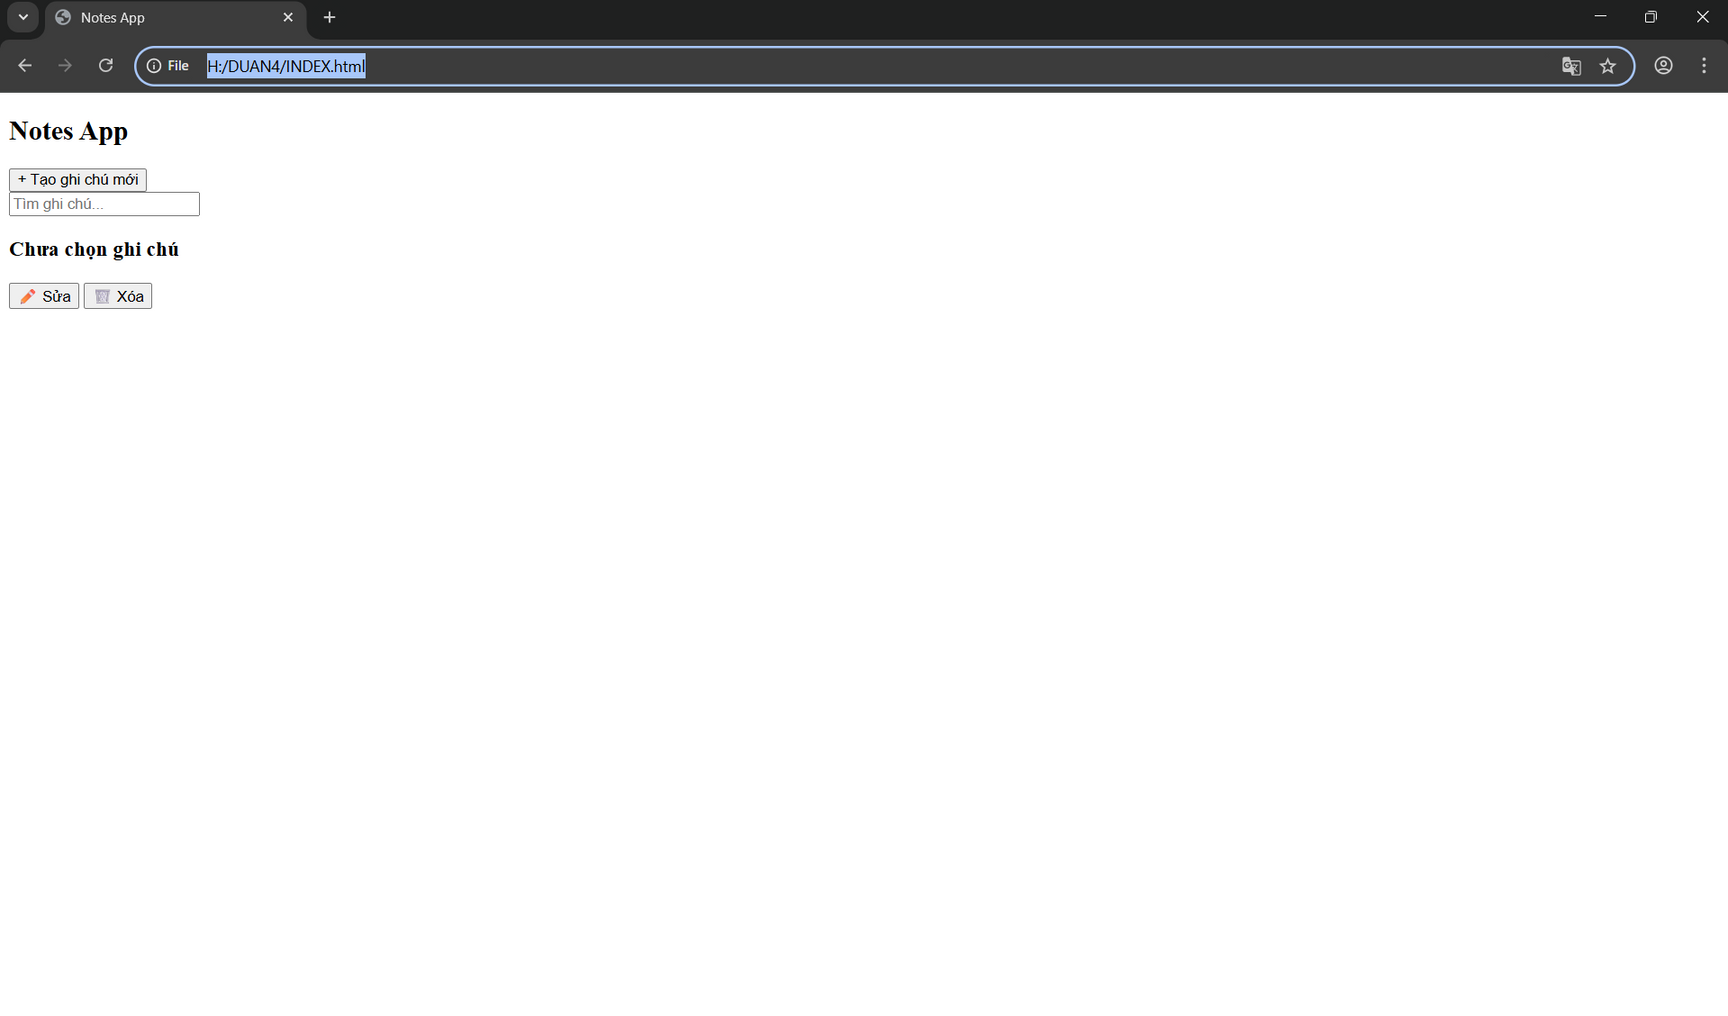 Notes App
File H:/DUAN4/INDEX.html
Notes App
+ Tạo ghi chú mới
Tìm ghi chú...
Chưa chọn ghi chú
Sửa Xóa